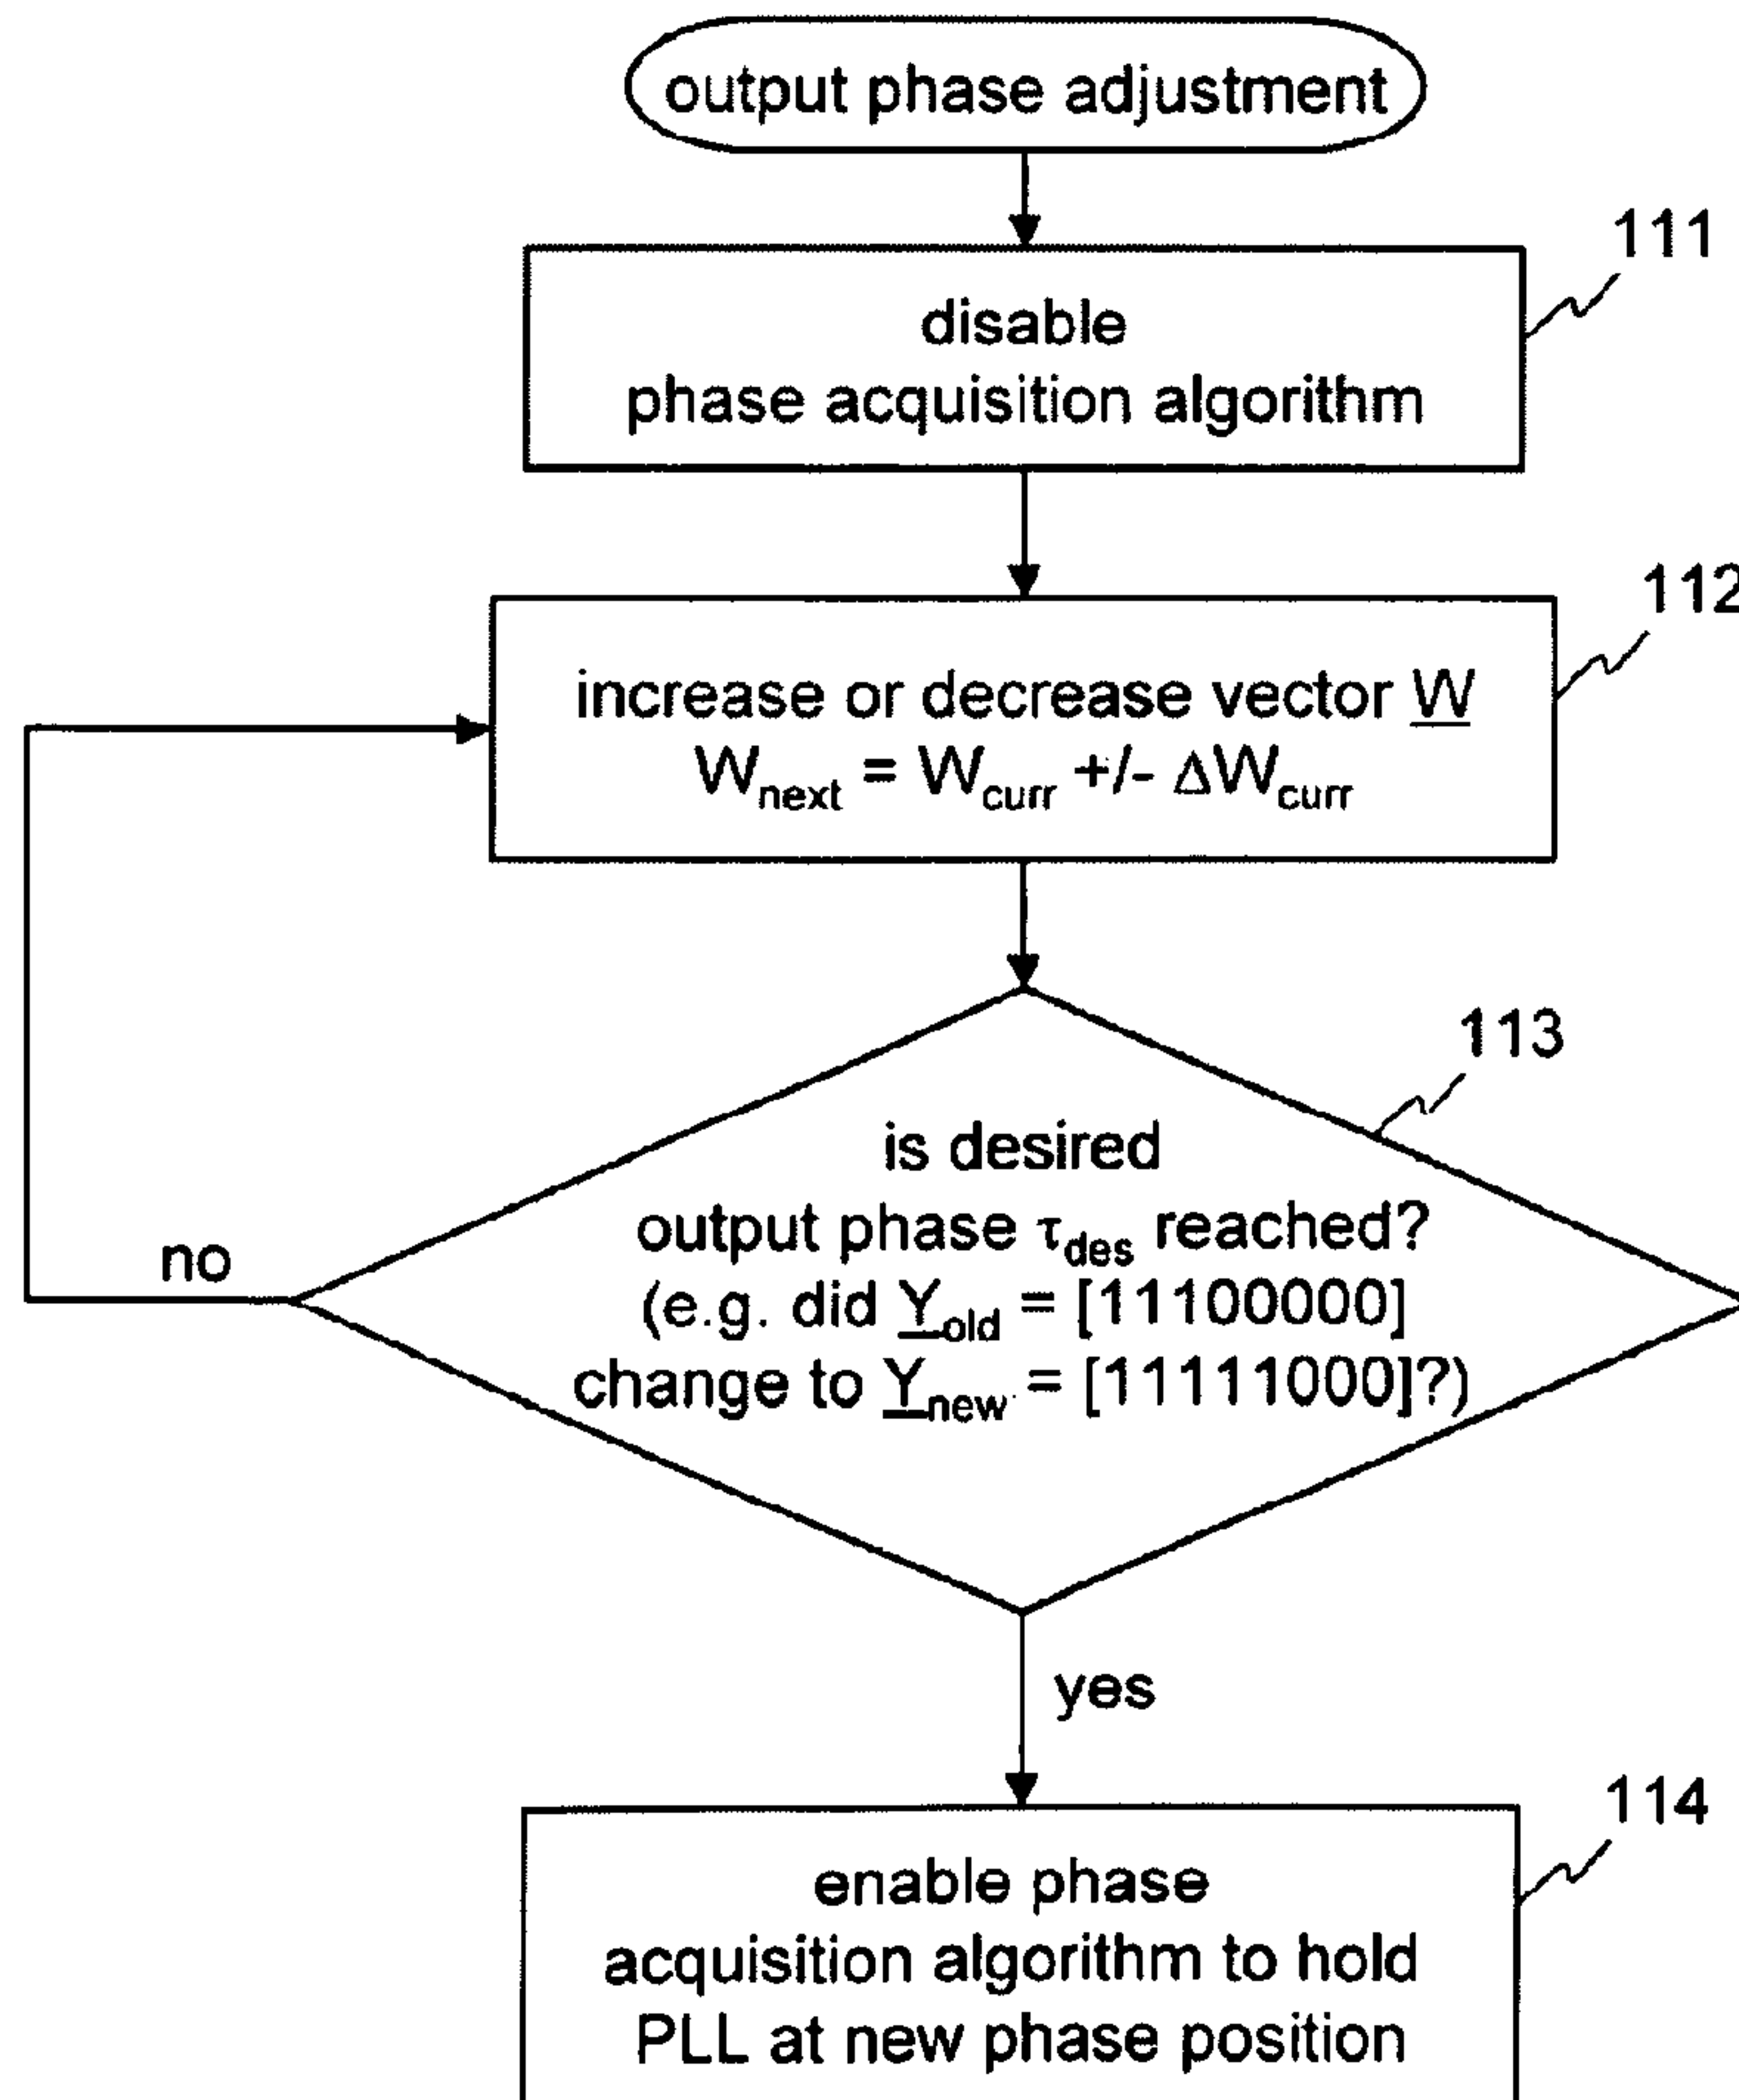 output phase adjustment
111
disable
phase acquisition algorithm
112
increase or decrease vector W
Wnext = Wcurr +/- ΔWcurr
113
is desired
output phase τdes reached?
(e.g. did Yold = [11100000]
change to Ynew = [11111000]?)
no
yes
114
enable phase
acquisition algorithm to hold
PLL at new phase position